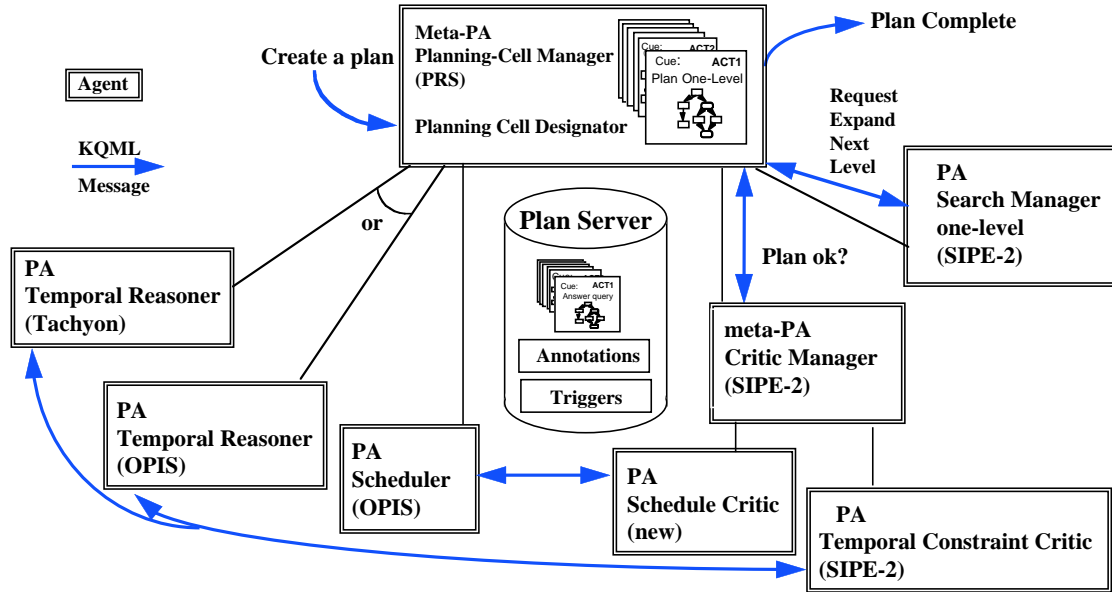 Create a plan
Meta-PA
Planning-Cell Manager
(PRS)
Planning Cell Designator
Cue:
ACT2
Cue:
ACT1
Plan One-Level
Plan Complete
Agent
KQML
Message
Request
Expand
Next
Level
PA
Search Manager
one-level
(SIPE-2)
or
Plan Server
Cue:
ACT1
Answer query
Annotations
Triggers
Plan ok?
PA
Temporal Reasoner
(Tachyon)
meta-PA
Critic Manager
(SIPE-2)
PA
Temporal Reasoner
(OPIS)
PA
Scheduler
(OPIS)
PA
Schedule Critic
(new)
PA
Temporal Constraint Critic
(SIPE-2)